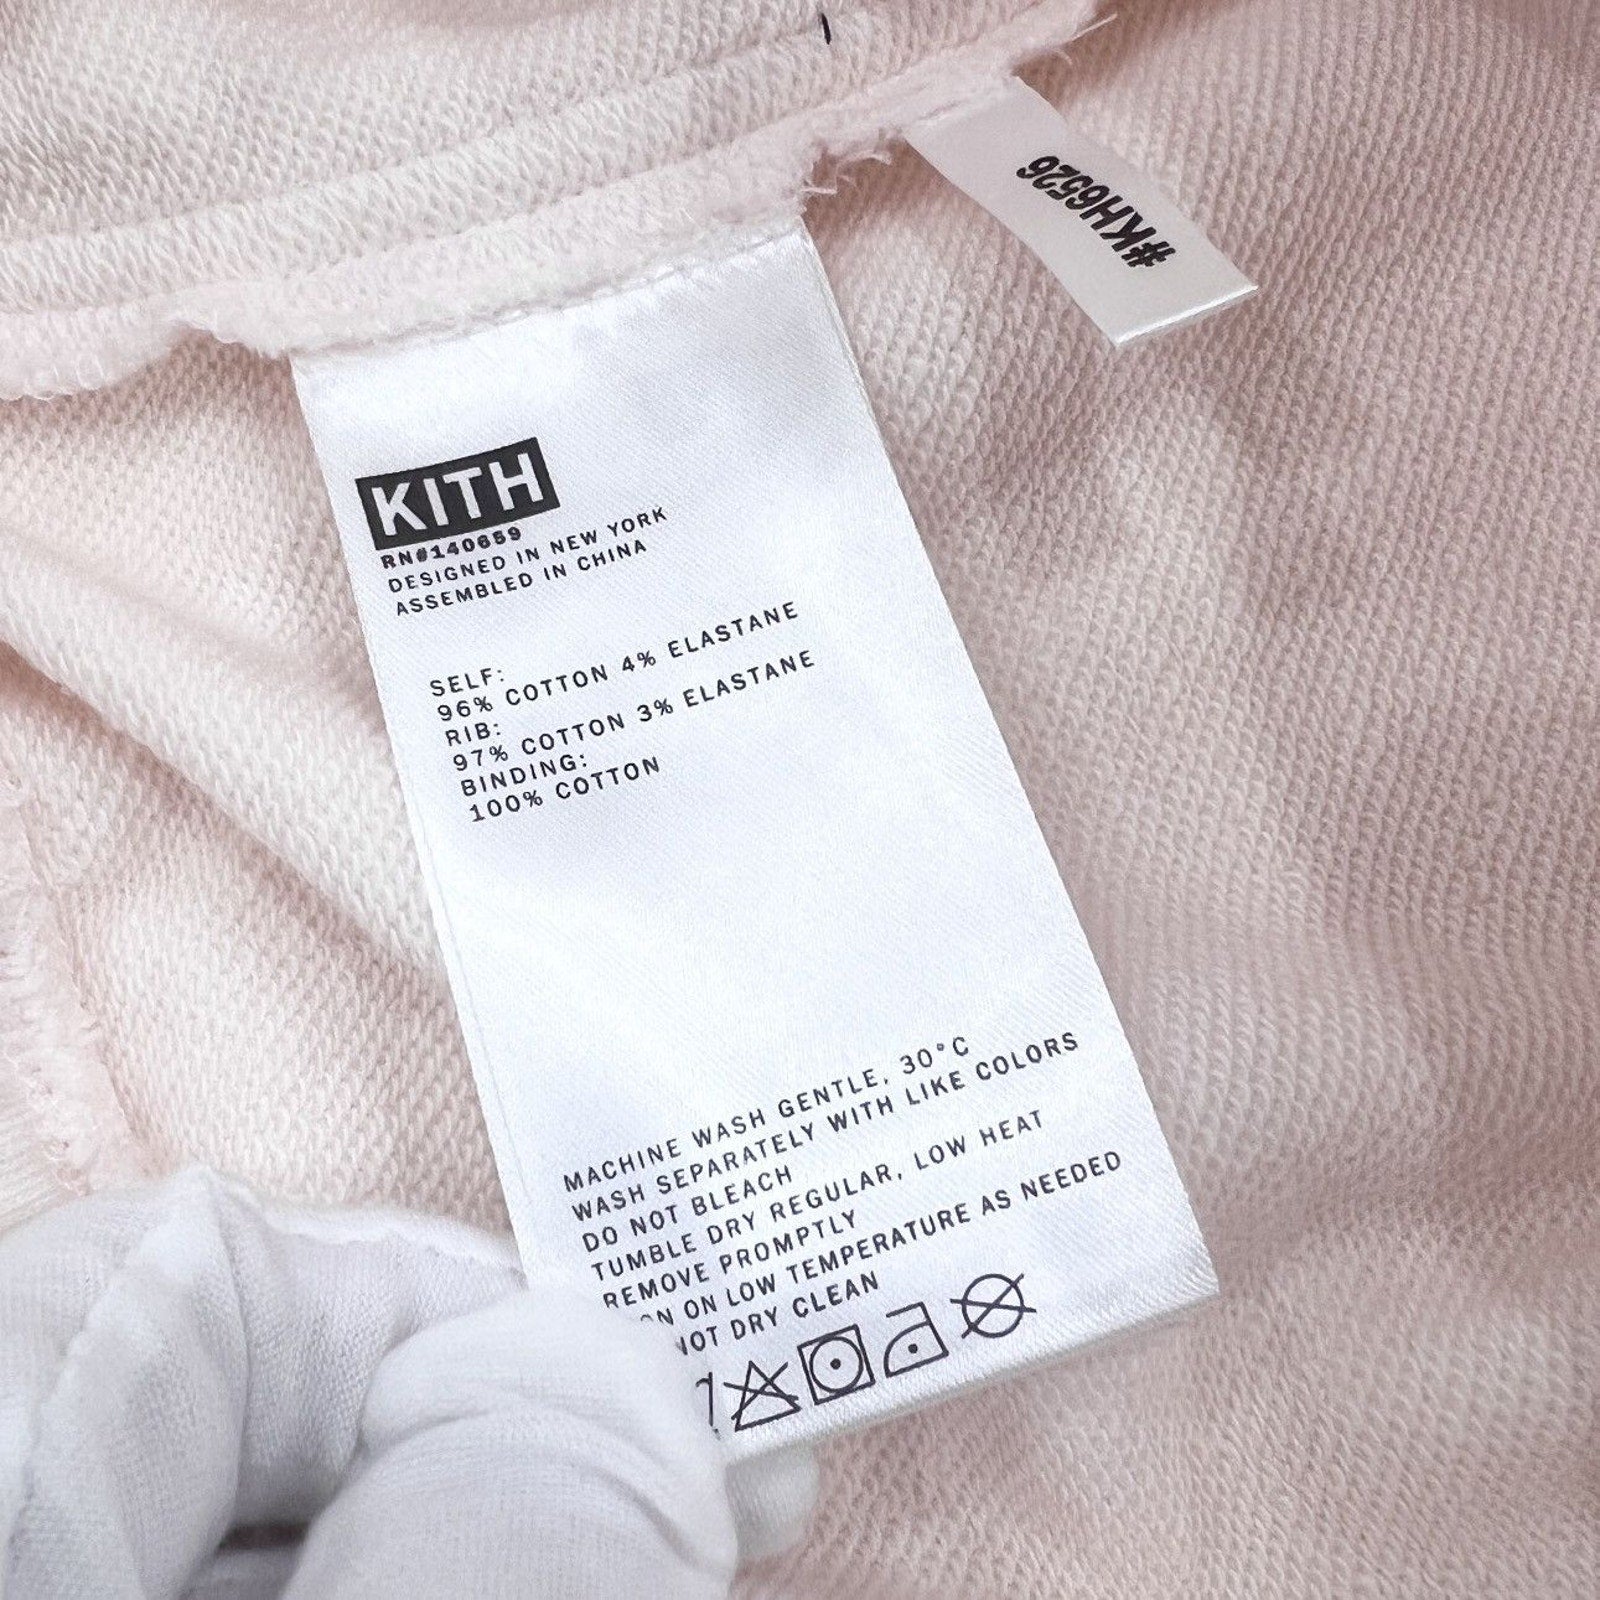 #KH6526
KITH
RN#140659
DESIGNED IN NEW YORK
ASSEMBLED IN CHINA
SELF:
96% COTTON 4% ELASTANE
RIB:
97% COTTON 3% ELASTANE
BINDING:
100% COTTON
MACHINE WASH GENTLE, 30°C
WASH SEPARATELY WITH LIKE COLORS
DO NOT BLEACH
TUMBLE DRY REGULAR, LOW HEAT
REMOVE PROMPTLY
ON LOW TEMPERATURE AS NEEDED
NOT DRY CLEAN